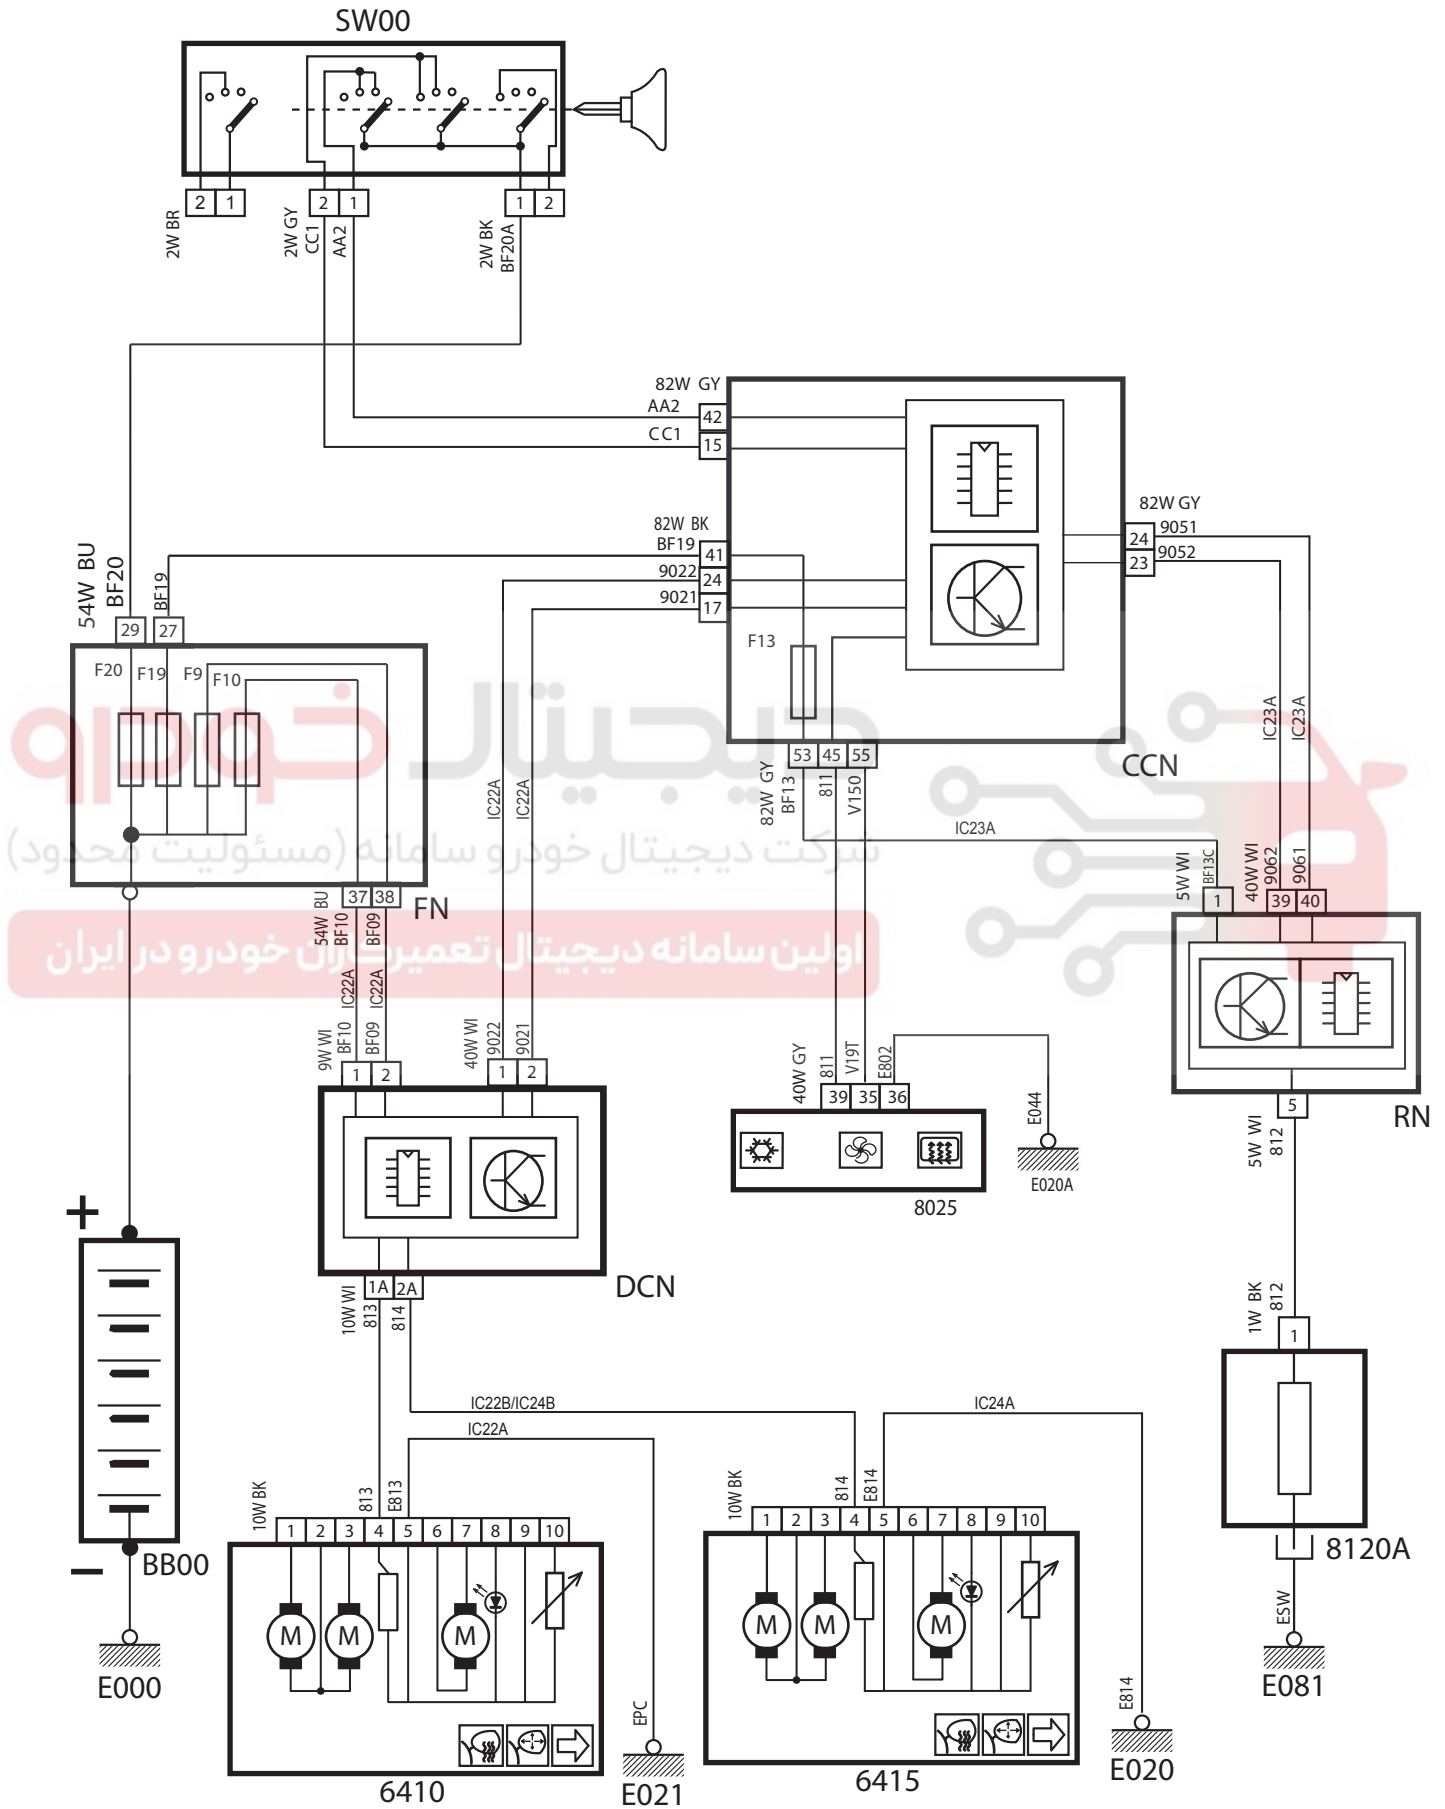 SW00
2 1
2 1
1 2
2W BR
2W GY
CC1
AA2
2W BK
BF20A
82W GY
AA2
42
CC1
15
82W BK
BF19
41
9022
24
9021
17
F13
82W GY
9051
24
9052
23
54W BU
BF20
BF19
29
27
F20
F19
F9
F10
IC22A
IC22A
53 45 55
CCN
82W GY
BF13
811
V150
IC23A
IC23A
IC23A
دیجیتال خودرو
شرکت دیجیتال خودرو سامانه (مسئولیت محدود)
اولین سامانه دیجیتال تعمیرکاران خودرو در ایران
5W WI
BF13C
40W WI
9062
9061
1
39 40
37 38
FN
54W BU
BF10
BF09
IC22A
IC22A
9W WI
BF10
BF09
40W WI
9022
9021
1 2
1 2
40W GY
811
V19T
E802
39 35 36
E044
E020A
8025
5
RN
5W WI
812
+
DCN
1A 2A
10W WI
813
814
1W BK
812
1
IC22B/IC24B
IC22A
IC24A
10W BK
813
E813
10W BK
814
E814
1 2 3 4 5 6 7 8 9 10
1 2 3 4 5 6 7 8 9 10
M M M
M M M
8120A
ESW
E081
–
BB00
E000
EPC
E021
E814
E020
6410
6415